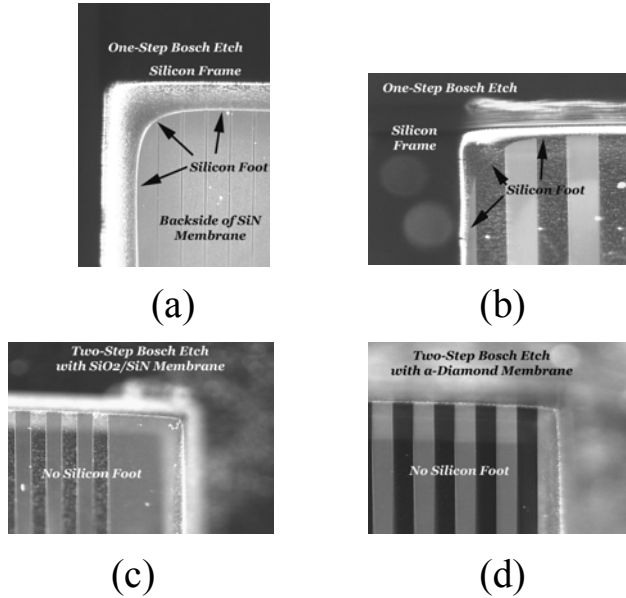 One-Step Bosch Etch
Silicon Frame
Silicon Foot
Backside of SiN
Membrane
(a)
One-Step Bosch Etch
Silicon
Frame
Silicon Foot
(b)
Two-Step Bosch Etch
with SiO2/SiN Membrane
No Silicon Foot
(c)
Two-Step Bosch Etch
with a-Diamond Membrane
No Silicon Foot
(d)